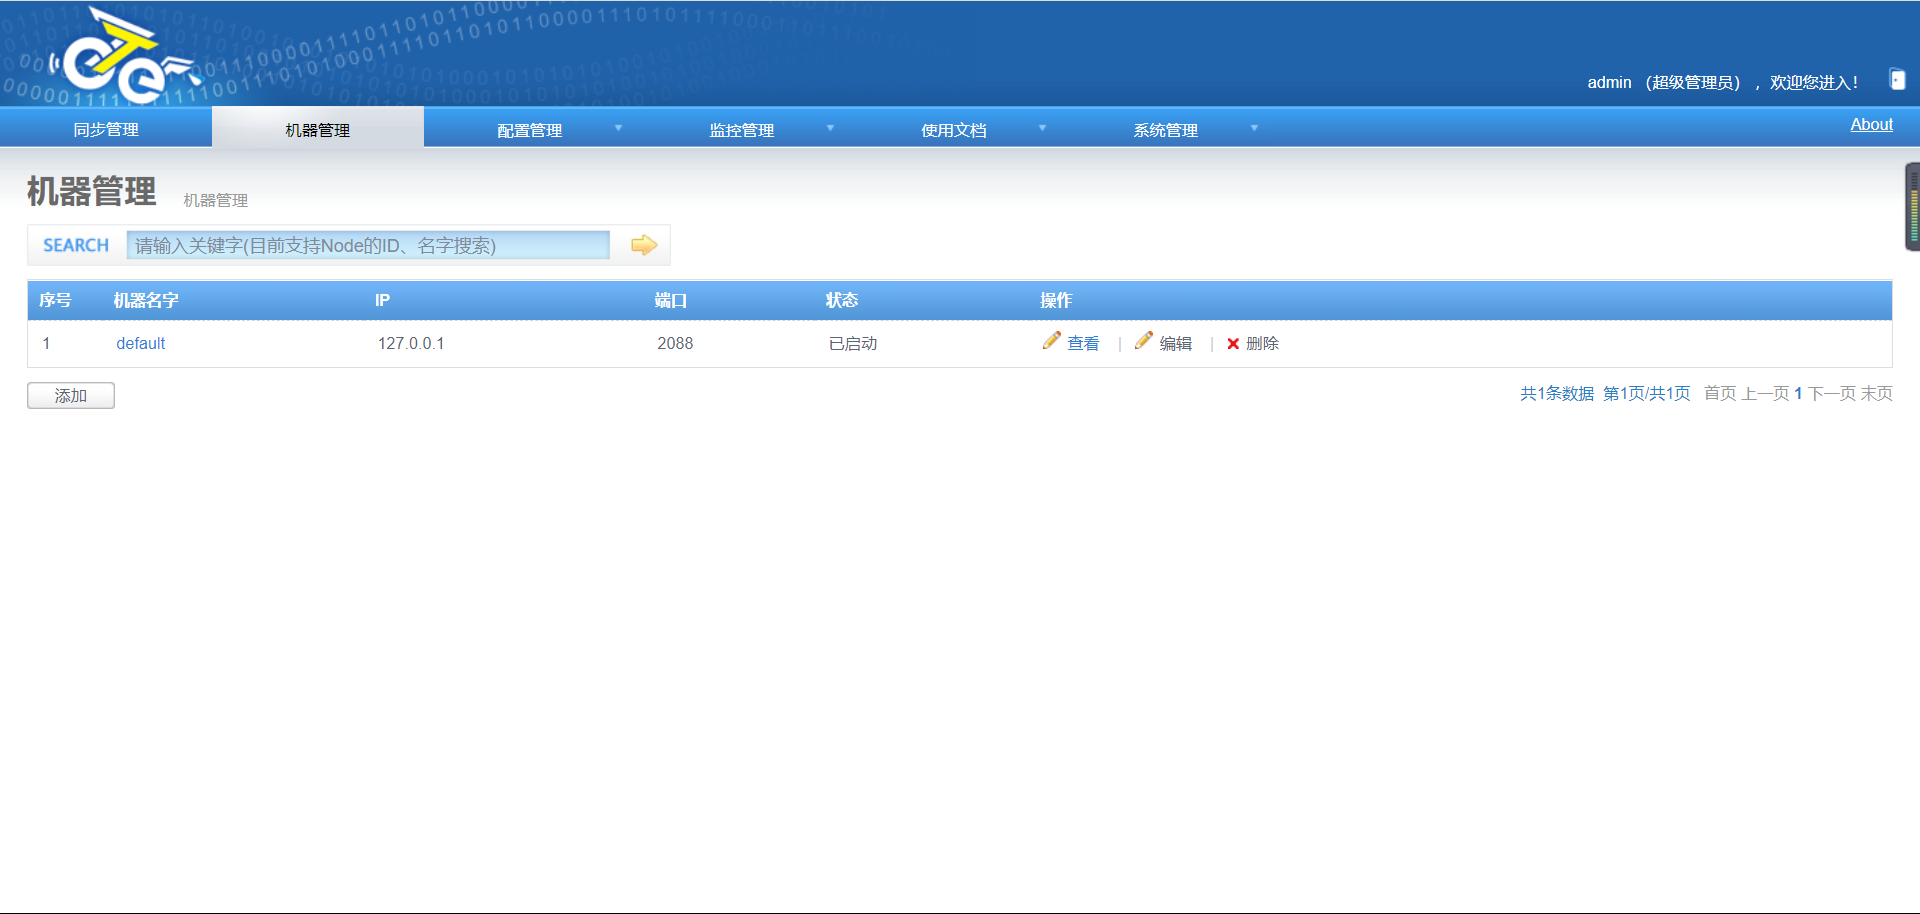 admin （超级管理员），欢迎您进入！
同步管理 机器管理 配置管理 监控管理 使用文档 系统管理 About
机器管理 机器管理
SEARCH 请输入关键字(目前支持Node的ID、名字搜索)
序号 机器名字 IP 端口 状态 操作
1 default 127.0.0.1 2088 已启动 查看 | 编辑 | 删除
添加 共1条数据 第1页/共1页 首页 上一页 1 下一页 末页